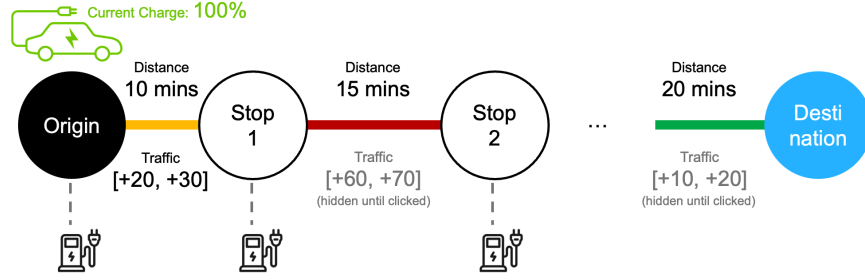 Current Charge: 100%
Distance
10 mins
Distance
15 mins
Distance
20 mins
Origin
Stop
1
Stop
2
...
Desti
nation
Traffic
[+20, +30]
Traffic
[+60, +70]
(hidden until clicked)
Traffic
[+10, +20]
(hidden until clicked)